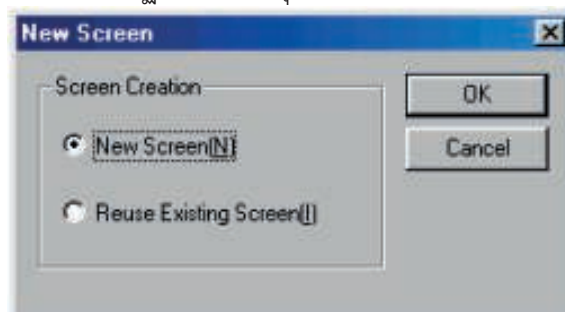 New Screen
Screen Creation
OK
New Screen(N)
Cancel
Reuse Existing Screen(I)